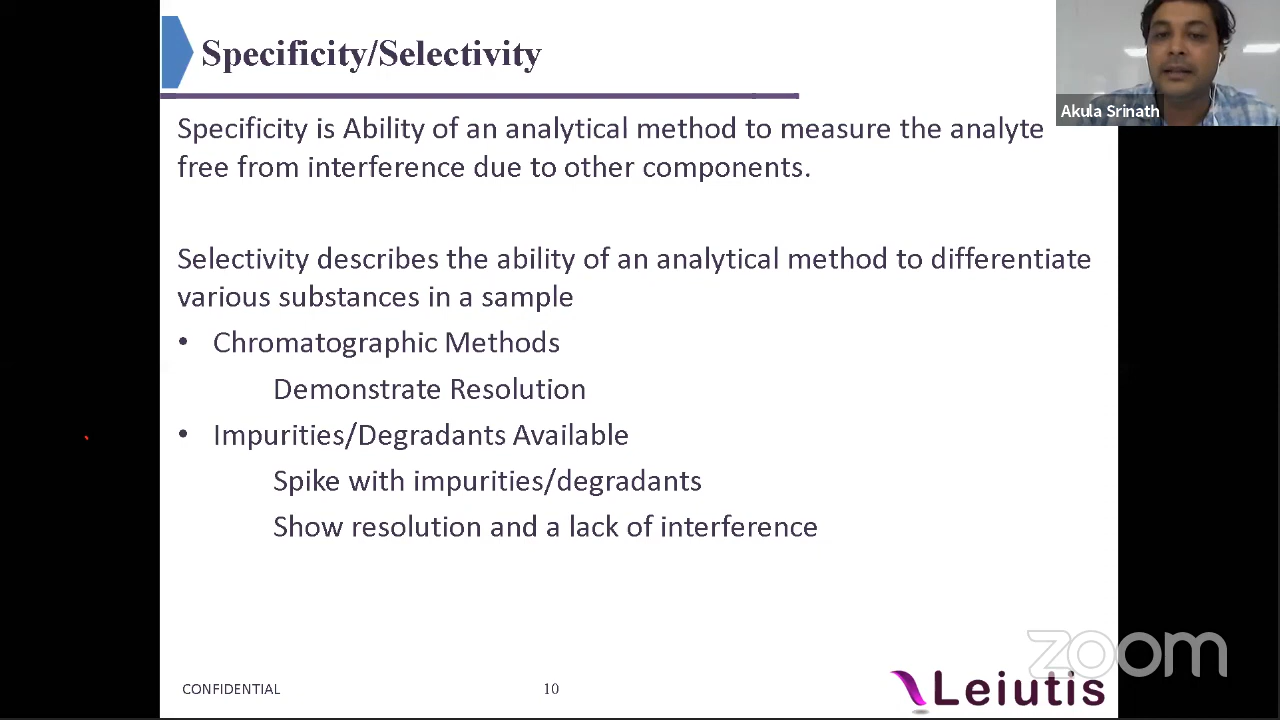 Specificity/Selectivity
Akula Srinath
Specificity is Ability of an analytical method to measure the analyte
free from interference due to other components.
Selectivity describes the ability of an analytical method to differentiate
various substances in a sample
• Chromatographic Methods
Demonstrate Resolution
• Impurities/Degradants Available
Spike with impurities/degradants
Show resolution and a lack of interference
zoom
CONFIDENTIAL
10
Leiutis